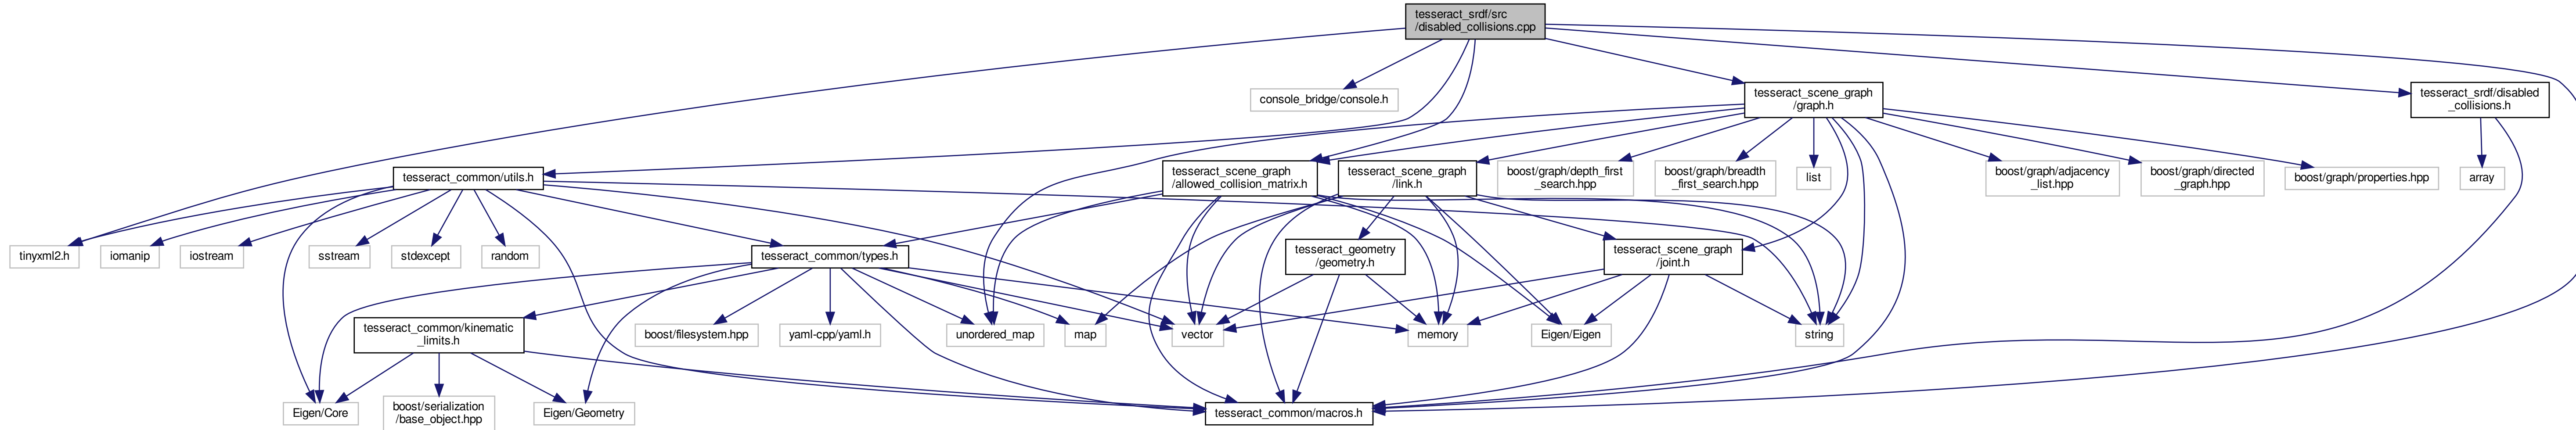 tesseract_srdf/src
/disabled_collisions.cpp
console_bridge/console.h
tesseract_scene_graph
/graph.h
tesseract_srdf/disabled
_collisions.h
tesseract_common/utils.h
tesseract_scene_graph
/allowed_collision_matrix.h
tesseract_scene_graph
/link.h
boost/graph/depth_first
_search.hpp
boost/graph/breadth
_first_search.hpp
list
boost/graph/adjacency
_list.hpp
boost/graph/directed
_graph.hpp
boost/graph/properties.hpp
array
tinyxml2.h
iomanip
iostream
sstream
stdexcept
random
tesseract_common/types.h
tesseract_geometry
/geometry.h
tesseract_scene_graph
/joint.h
tesseract_common/kinematic
_limits.h
boost/filesystem.hpp
yaml-cpp/yaml.h
unordered_map
map
vector
memory
Eigen/Eigen
string
Eigen/Core
boost/serialization
/base_object.hpp
Eigen/Geometry
tesseract_common/macros.h